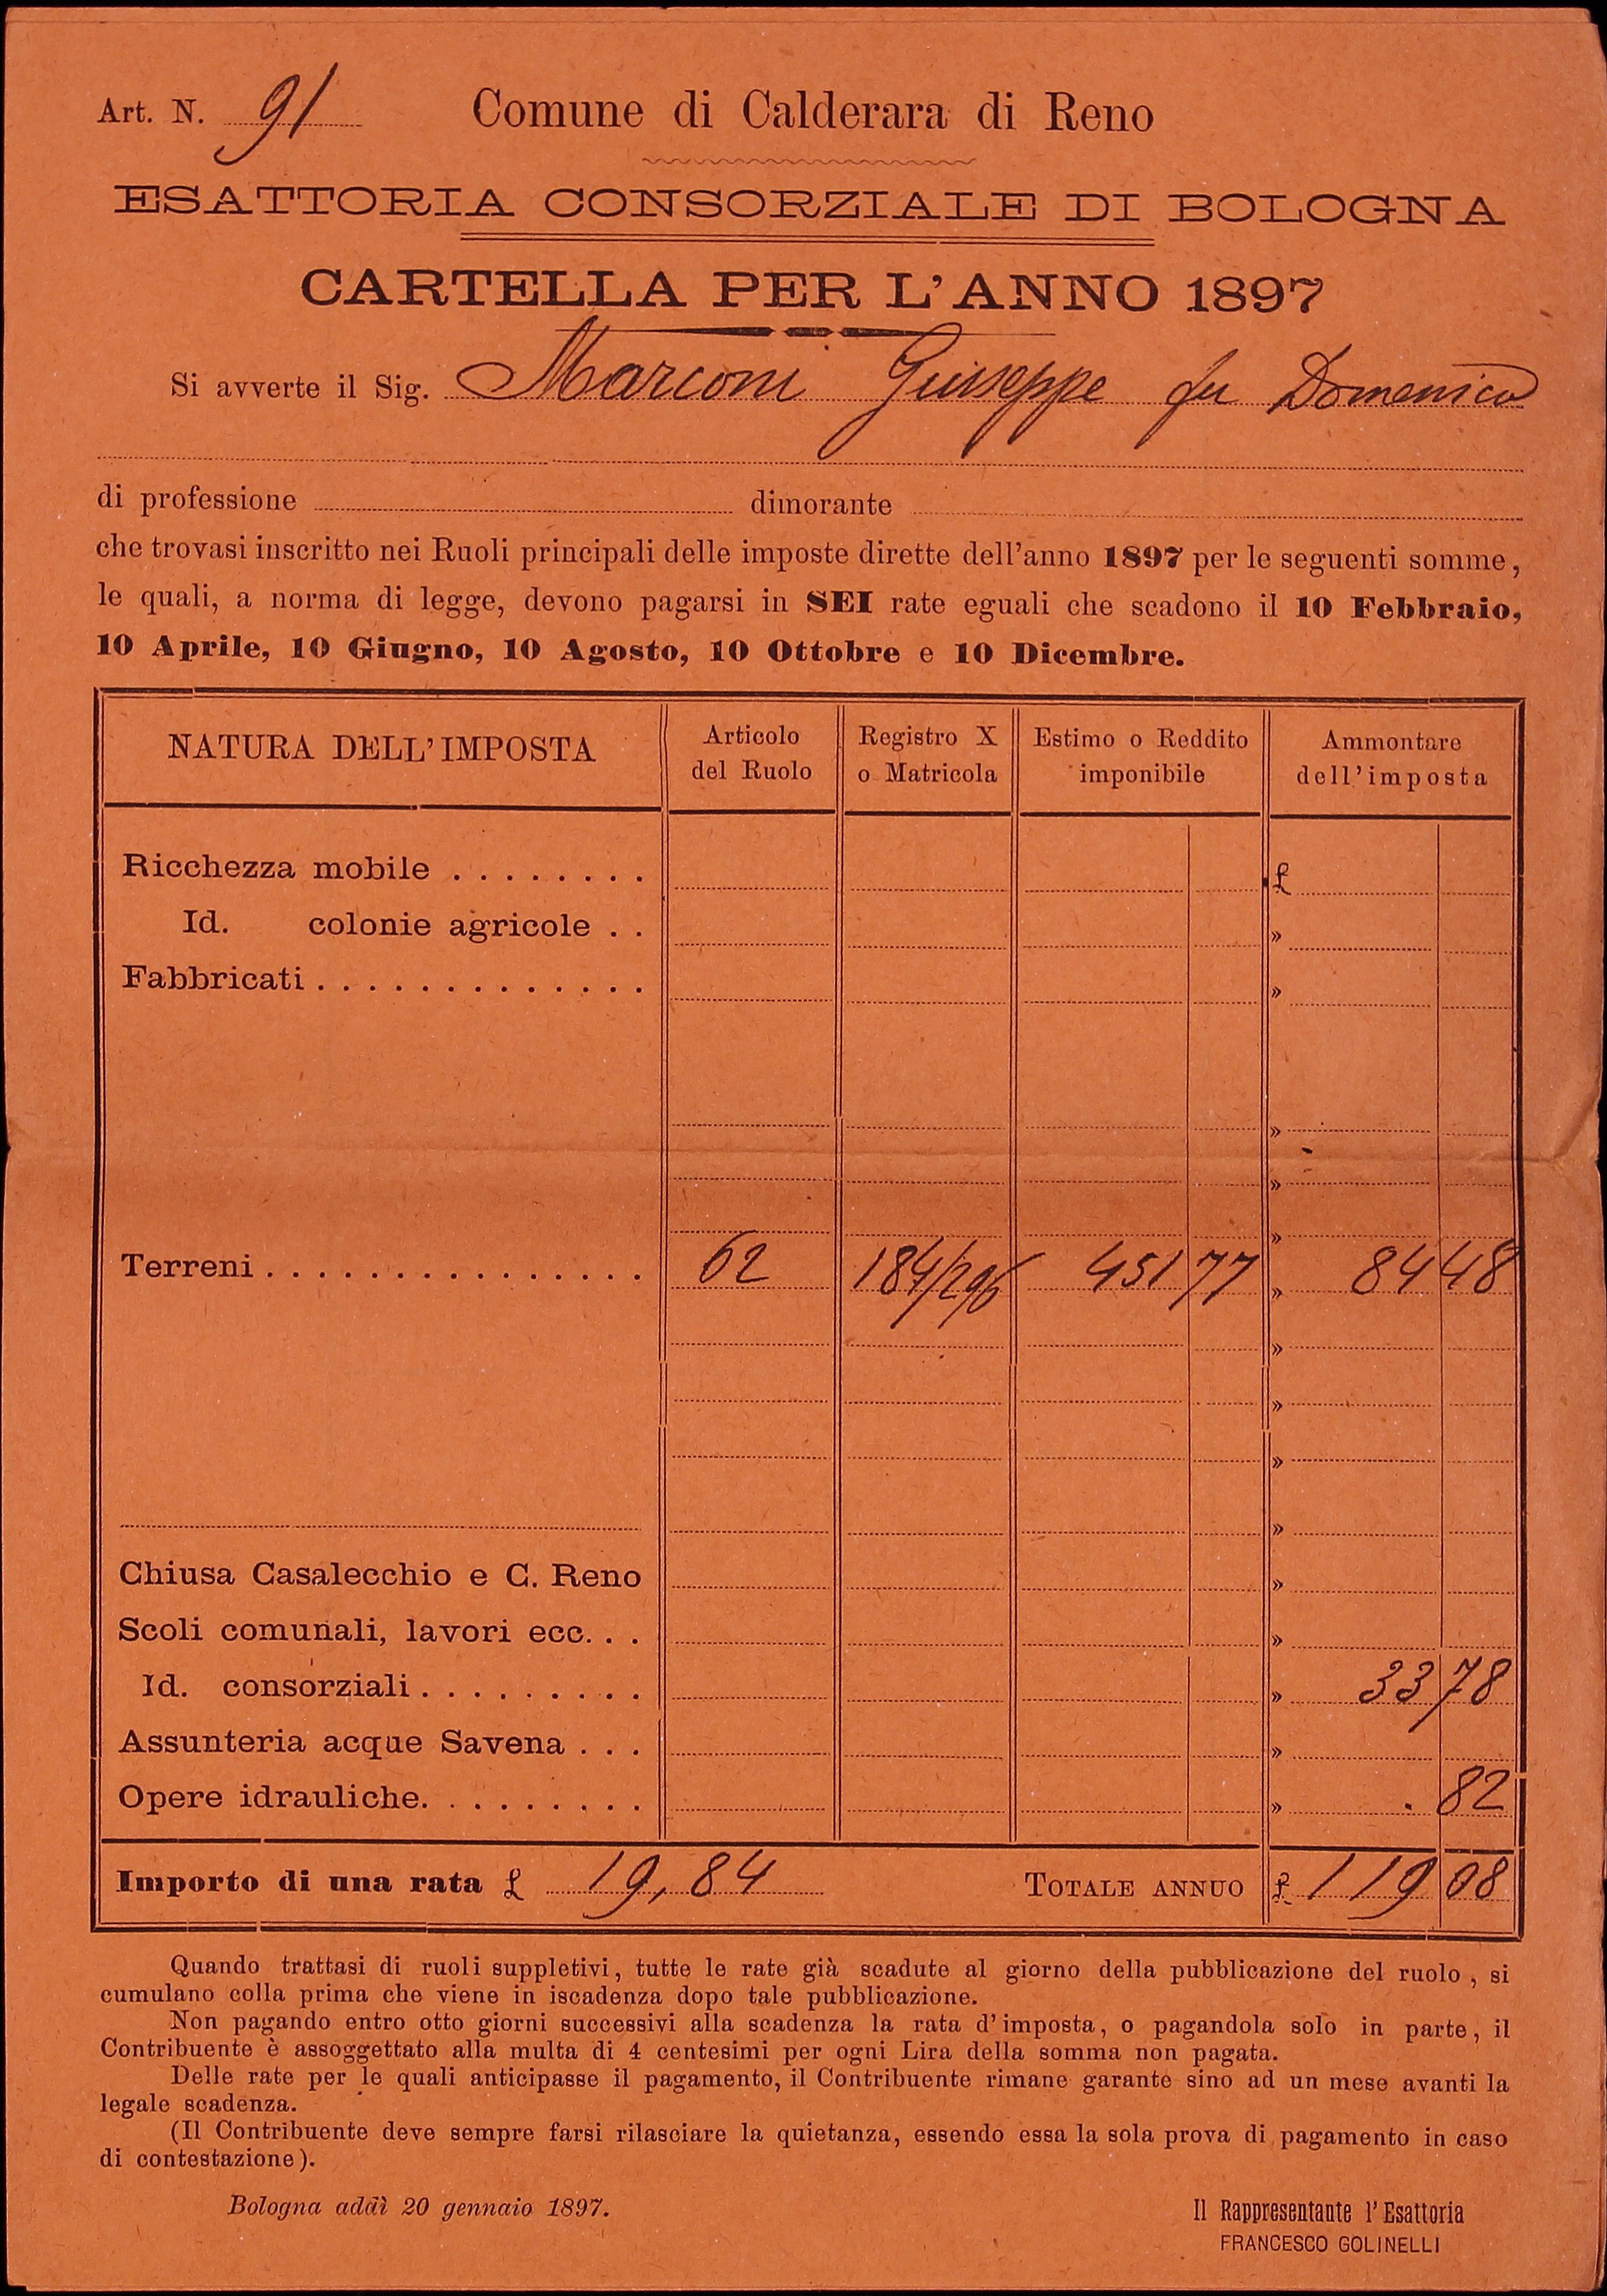 Art. N. 91 Comune di Calderara di Reno
ESATTORIA CONSORZIALE DI BOLOGNA
CARTELLA PER L'ANNO 1897
Si avverte il Sig. Marconi Giuseppe fu Domenico
di professione dimorante
che trovasi inscritto nei Ruoli principali delle imposte dirette dell'anno 1897 per le seguenti somme,
le quali, a norma di legge, devono pagarsi in SEI rate eguali che scadono il 10 Febbraio,
10 Aprile, 10 Giugno, 10 Agosto, 10 Ottobre e 10 Dicembre.
NATURA DELL'IMPOSTA
Articolo
del Ruolo
Registro X
o Matricola
Estimo o Reddito
imponibile
Ammontare
dell'imposta
Ricchezza mobile . . . . . . . . £
Id. colonie agricole . . »
Fabbricati . . . . . . . . . . . . . »
»
»
»
Terreni . . . . . . . . . . . . . . . 62 184/296 451 77 » 84 48
»
»
»
»
Chiusa Casalecchio e C. Reno »
Scoli comunali, lavori ecc. . . »
Id. consorziali . . . . . . . . . » 33 78
Assunteria acque Savena . . . »
Opere idrauliche. . . . . . . . . » . 82
Importo di una rata £ 19,84 TOTALE ANNUO £ 119 08
Quando trattasi di ruoli suppletivi, tutte le rate già scadute al giorno della pubblicazione del ruolo, si
cumulano colla prima che viene in iscadenza dopo tale pubblicazione.
Non pagando entro otto giorni successivi alla scadenza la rata d'imposta, o pagandola solo in parte, il
Contribuente è assoggettato alla multa di 4 centesimi per ogni Lira della somma non pagata.
Delle rate per le quali anticipasse il pagamento, il Contribuente rimane garante sino ad un mese avanti la
legale scadenza.
(Il Contribuente deve sempre farsi rilasciare la quietanza, essendo essa la sola prova di pagamento in caso
di contestazione).
Bologna addì 20 gennaio 1897.
Il Rappresentante l'Esattoria
FRANCESCO GOLINELLI